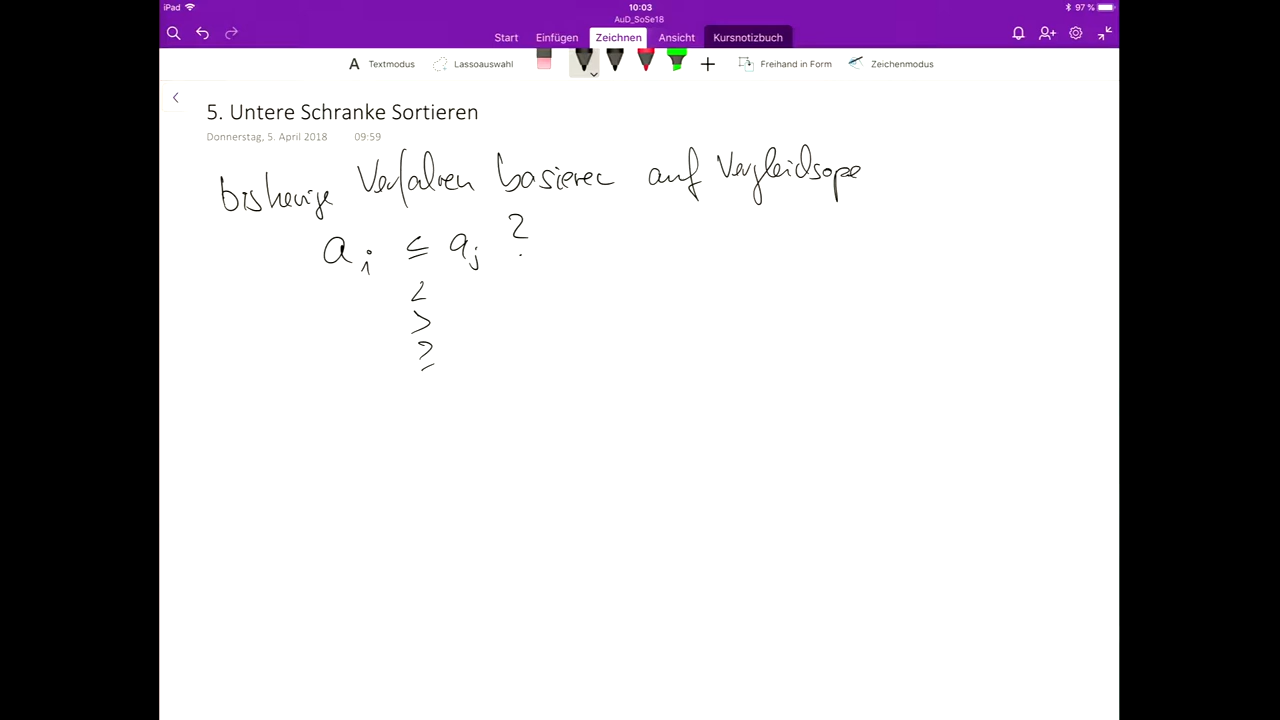 iPad 10:03 97 %
AuD_SoSe18
Start Einfügen Zeichnen Ansicht Kursnotizbuch
A Textmodus Lassoauswahl + Freihand in Form Zeichenmodus
5. Untere Schranke Sortieren
Donnerstag, 5. April 2018 09:59
bisherige Verfahren basieren auf Vergleichsope
a_i ≤ a_j ?
<
>
≥